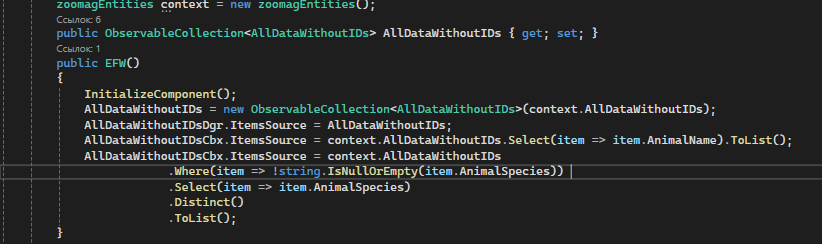 zoomagEntities context = new zoomagEntities();
Ссылок: 6
public ObservableCollection<AllDataWithoutIDs> AllDataWithoutIDs { get; set; }
Ссылок: 1
public EFW()
{
InitializeComponent();
AllDataWithoutIDs = new ObservableCollection<AllDataWithoutIDs>(context.AllDataWithoutIDs);
AllDataWithoutIDsDgr.ItemsSource = AllDataWithoutIDs;
AllDataWithoutIDsCbx.ItemsSource = context.AllDataWithoutIDs.Select(item => item.AnimalName).ToList();
AllDataWithoutIDsCbx.ItemsSource = context.AllDataWithoutIDs
.Where(item => !string.IsNullOrEmpty(item.AnimalSpecies))
.Select(item => item.AnimalSpecies)
.Distinct()
.ToList();
}